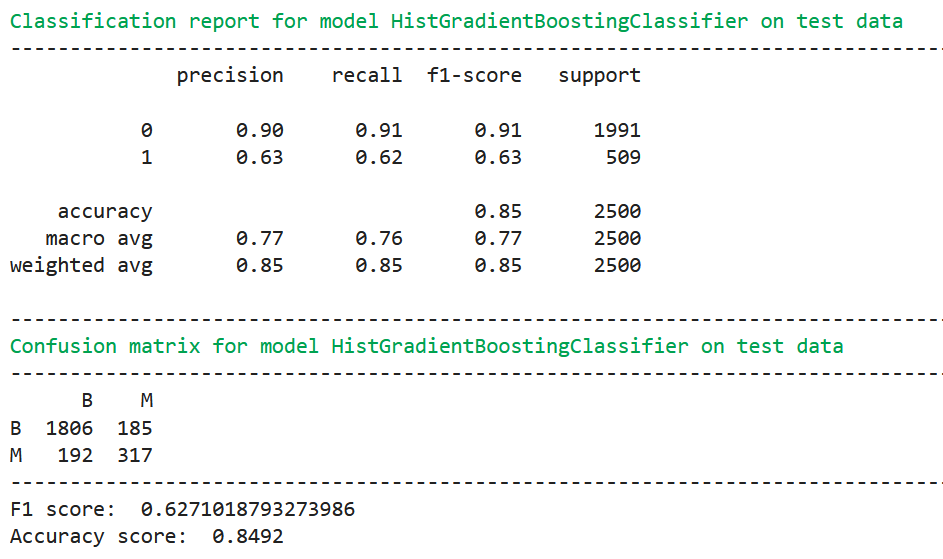 Classification report for model HistGradientBoostingClassifier on test data
-------------------------------------------------------------------------------
              precision    recall  f1-score   support

           0       0.90      0.91      0.91      1991
           1       0.63      0.62      0.63       509

    accuracy                           0.85      2500
   macro avg       0.77      0.76      0.77      2500
weighted avg       0.85      0.85      0.85      2500

-------------------------------------------------------------------------------
Confusion matrix for model HistGradientBoostingClassifier on test data
-------------------------------------------------------------------------------
      B    M
B  1806  185
M   192  317
-------------------------------------------------------------------------------
F1 score:  0.6271018793273986
Accuracy score:  0.8492